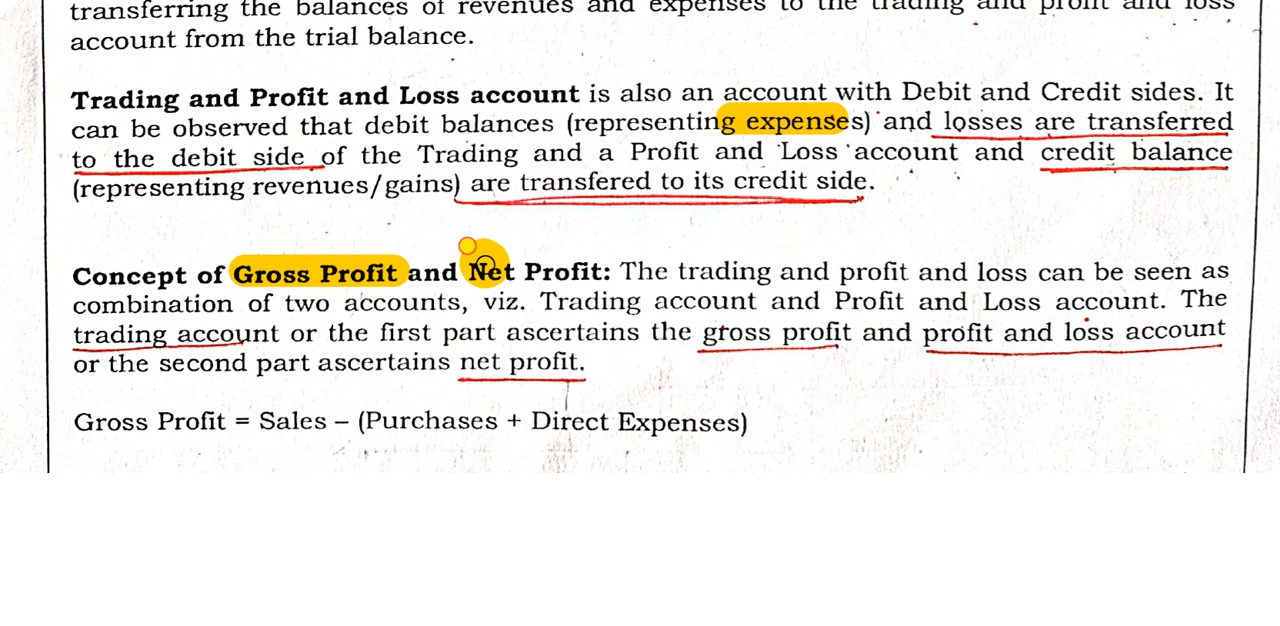 transferring the balances of revenues and expenses to the trading and profit and loss
account from the trial balance.
Trading and Profit and Loss account is also an account with Debit and Credit sides. It
can be observed that debit balances (representing expenses) and losses are transferred
to the debit side of the Trading and a Profit and Loss account and credit balance
(representing revenues/gains) are transfered to its credit side.
Concept of Gross Profit and Net Profit: The trading and profit and loss can be seen as
combination of two accounts, viz. Trading account and Profit and Loss account. The
trading account or the first part ascertains the gross profit and profit and loss account
or the second part ascertains net profit.
Gross Profit = Sales – (Purchases + Direct Expenses)